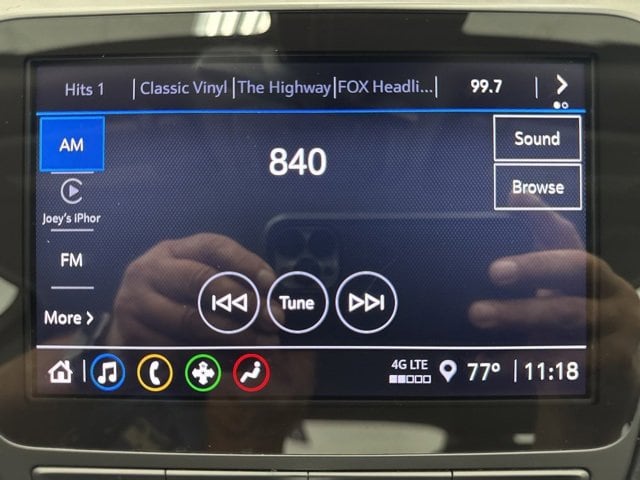 Hits 1 Classic Vinyl The Highway FOX Headli... 99.7
AM
840
Sound
Joey's iPhor
Browse
FM
Tune
More
4G LTE
77° 11:18